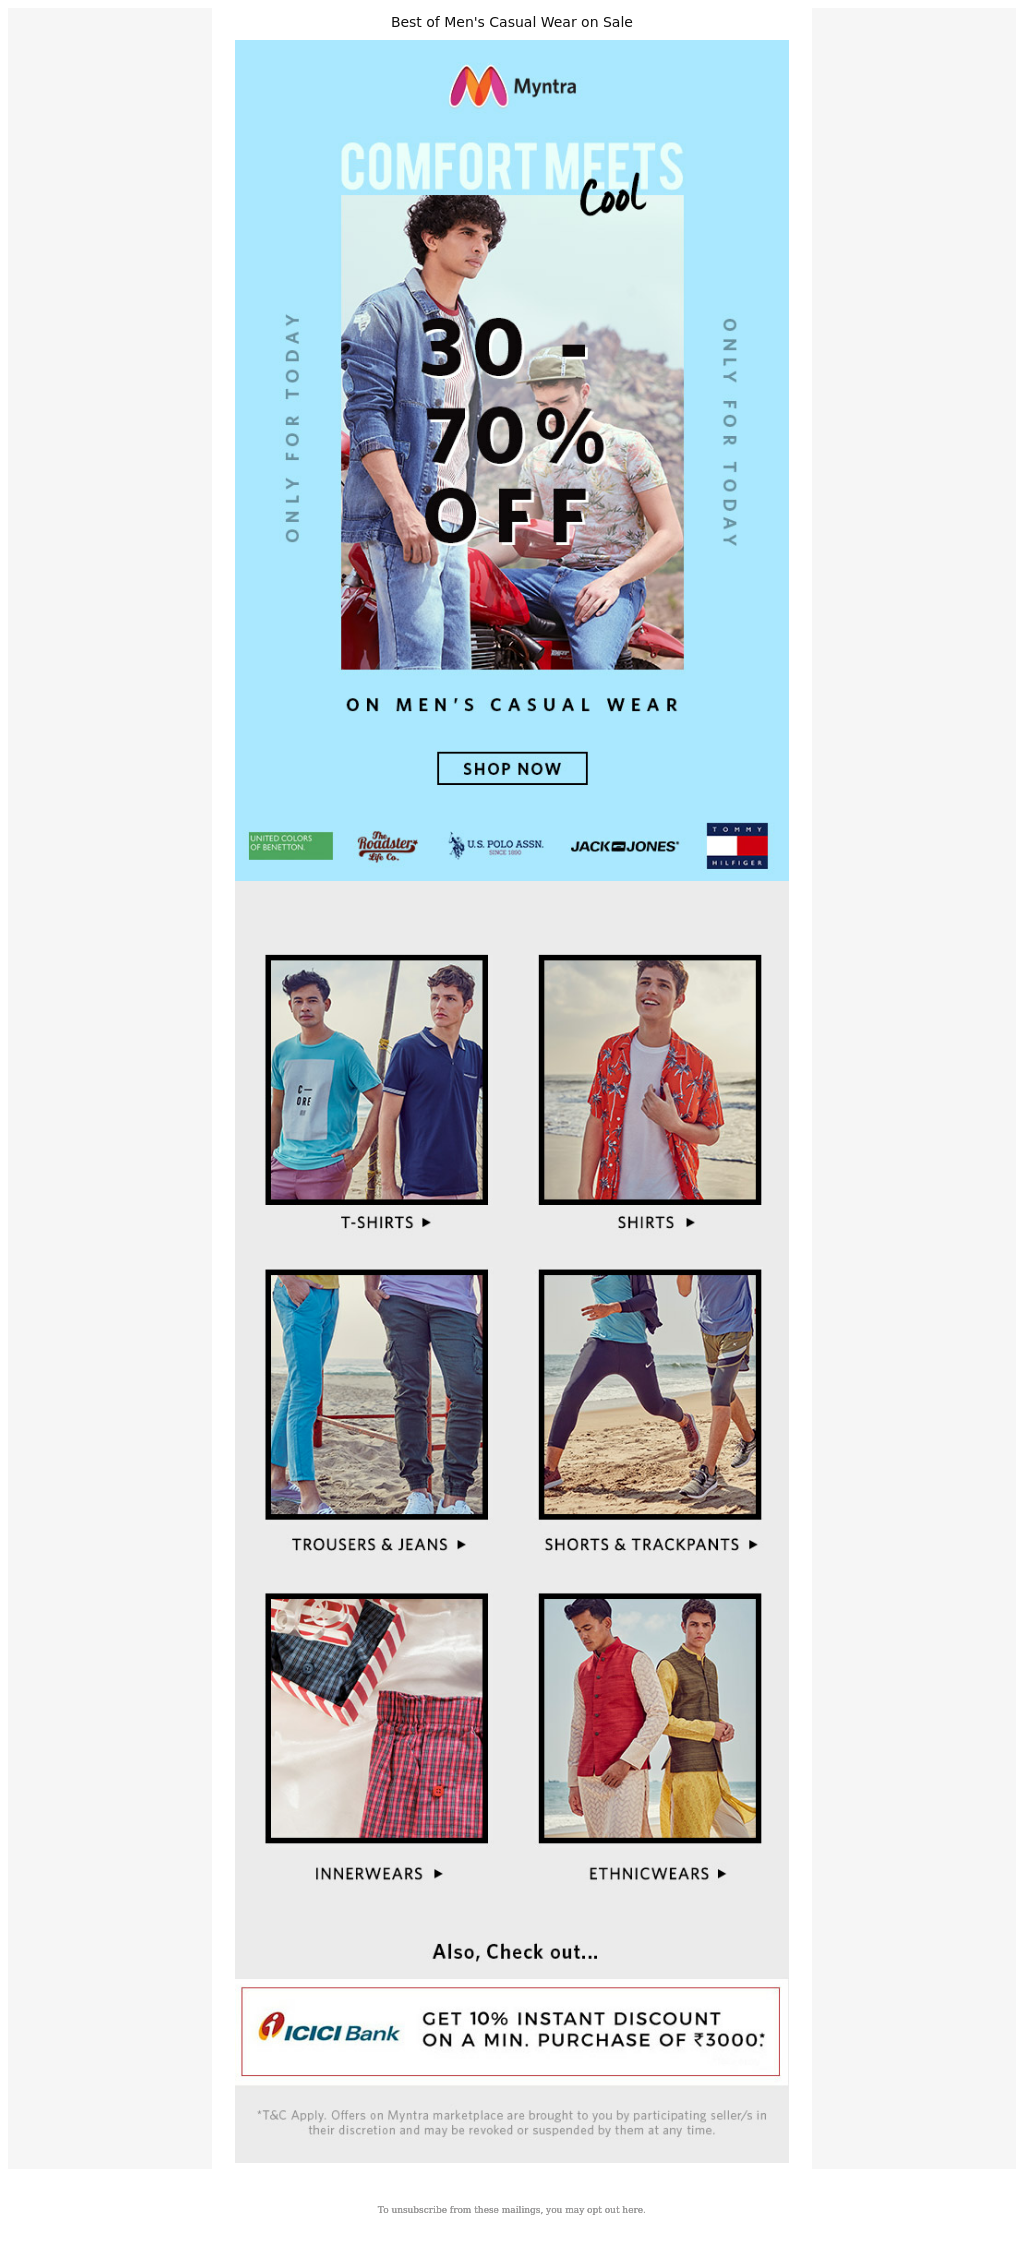 Best of Men's Casual Wear on Sale
Myntra
COMFORT MEETS
Cool
ONLY FOR TODAY
30 -
70%
OFF
ONLY FOR TODAY
ON MEN'S CASUAL WEAR
SHOP NOW
UNITED COLORS
OF BENETTON.
The
Roadster
Life Co.
U.S. POLO ASSN.
SINCE 1890
JACK JONES
TOMMY
HILFIGER
C—
ORE
T-SHIRTS
SHIRTS
TROUSERS & JEANS
SHORTS & TRACKPANTS
INNERWEARS
ETHNICWEARS
Also, Check out...
ICICI Bank
GET 10% INSTANT DISCOUNT
ON A MIN. PURCHASE OF ₹3000.*
*T&C Apply. Offers on Myntra marketplace are brought to you by participating seller/s in
their discretion and may be revoked or suspended by them at any time.
To unsubscribe from these mailings, you may opt out here.